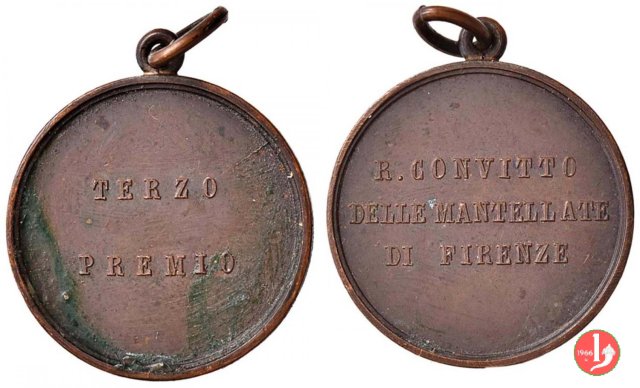 TERZO
PREMIO
R. CONVITTO
DELLE MANTELLATE
DI FIRENZE
1966